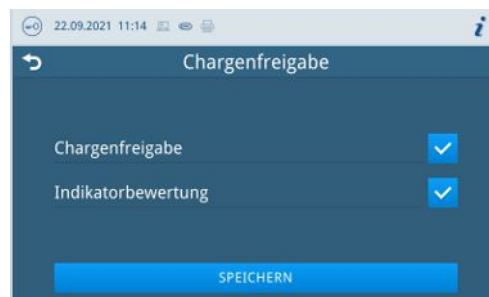 22.09.2021 11:14
i
Chargenfreigabe
Chargenfreigabe
Indikatorbewertung
SPEICHERN